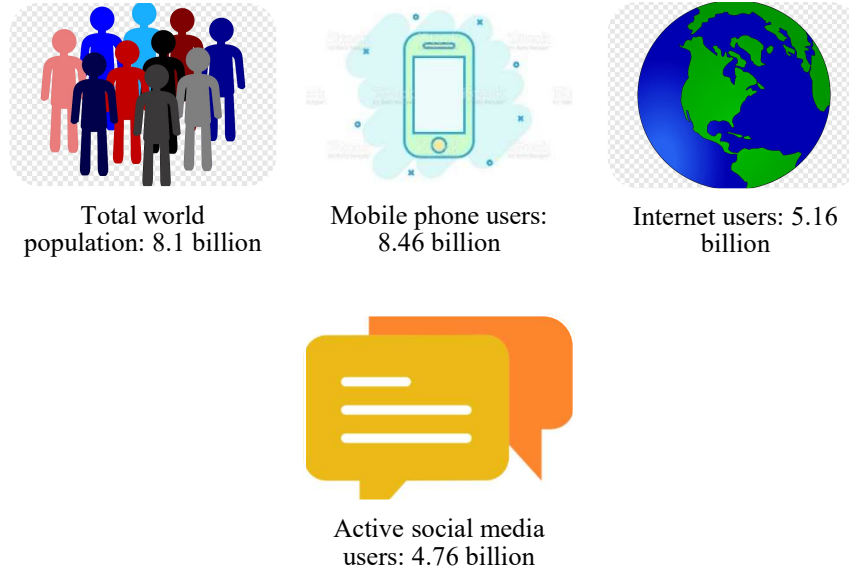 Total world
population: 8.1 billion
Mobile phone users:
8.46 billion
Internet users: 5.16
billion
Active social media
users: 4.76 billion